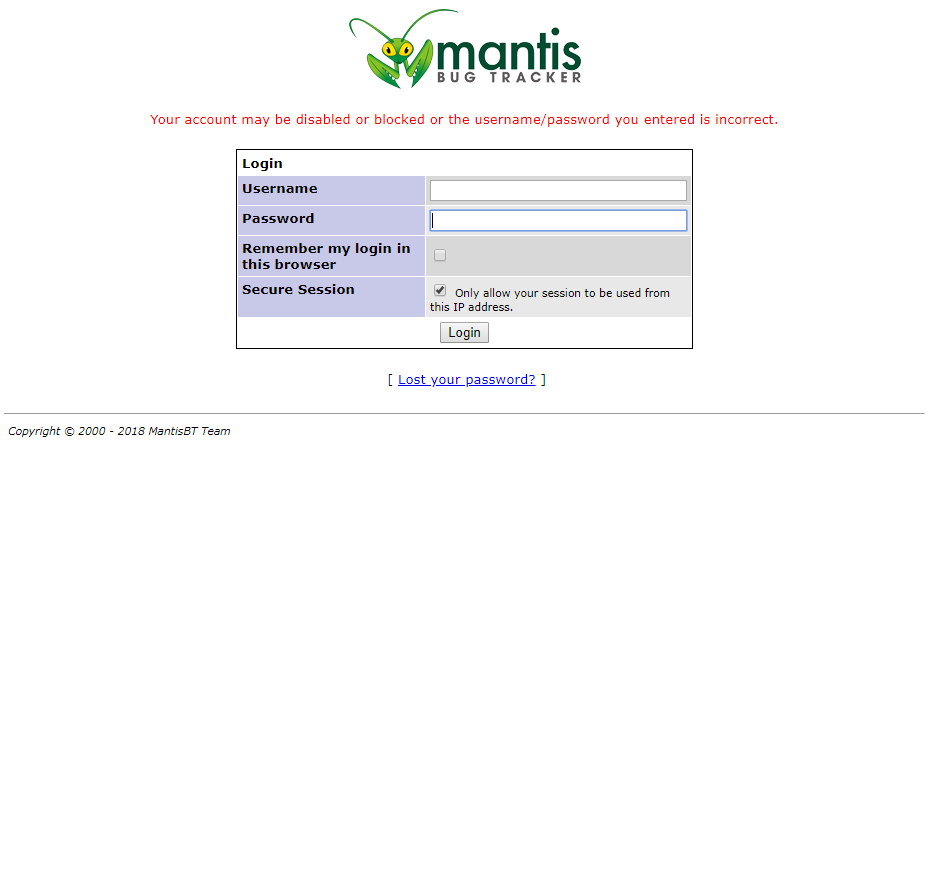 mantis
BUG TRACKER
Your account may be disabled or blocked or the username/password you entered is incorrect.
Login
Username
Password
Remember my login in
this browser
Secure Session
Only allow your session to be used from
this IP address.
Login
[ Lost your password? ]
Copyright © 2000 - 2018 MantisBT Team